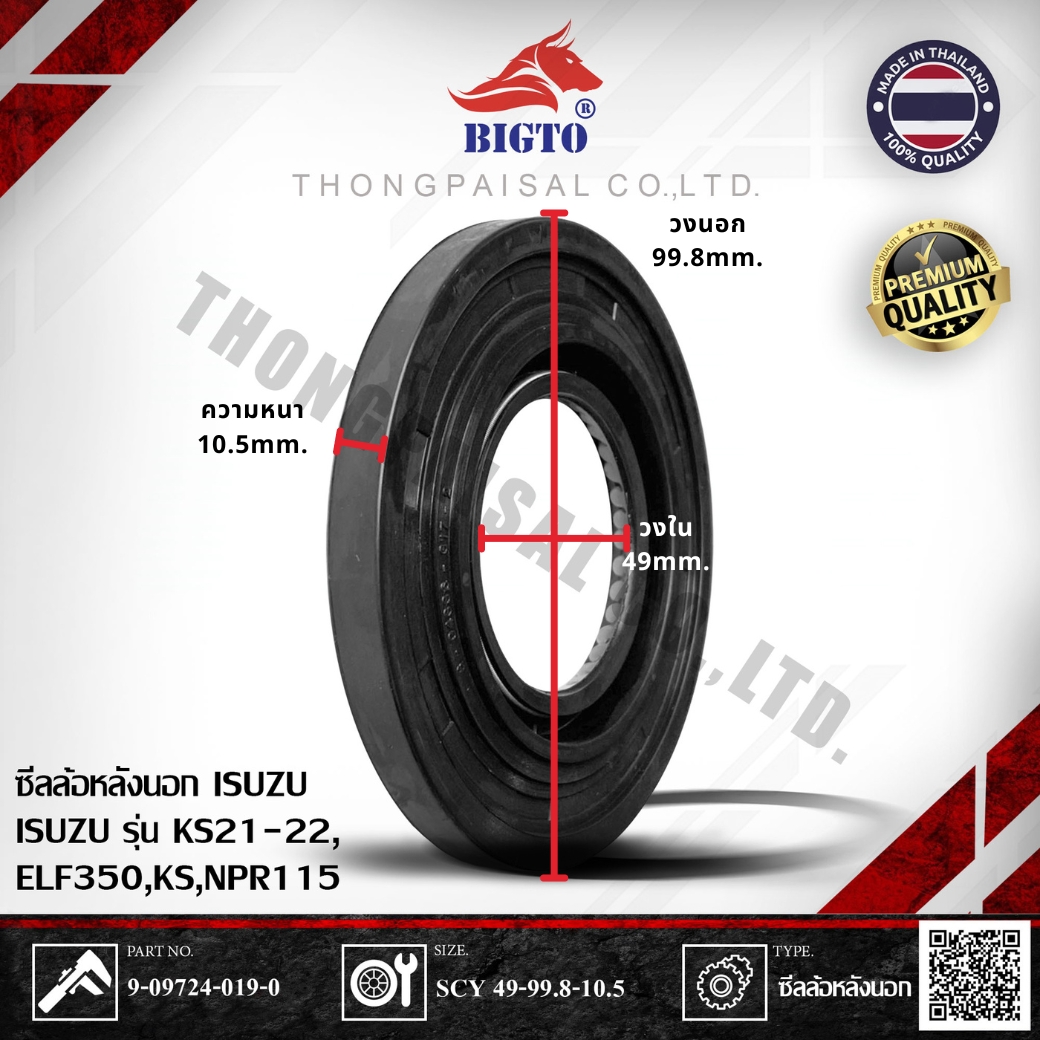 BIGTO ®
THONGPAISAL CO.,LTD.
MADE IN THAILAND
100% QUALITY
PREMIUM QUALITY ★★★ PREMIUM QUALITY
PREMIUM
QUALITY
วงนอก
99.8mm.
ความหนา
10.5mm.
วงใน
49mm.
THONGPAISAL CO.,LTD.
ซีลล้อหลังนอก ISUZU
ISUZU รุ่น KS21-22,
ELF350,KS,NPR115
PART NO.
9-09724-019-0
SIZE.
SCY 49-99.8-10.5
TYPE.
ซีลล้อหลังนอก